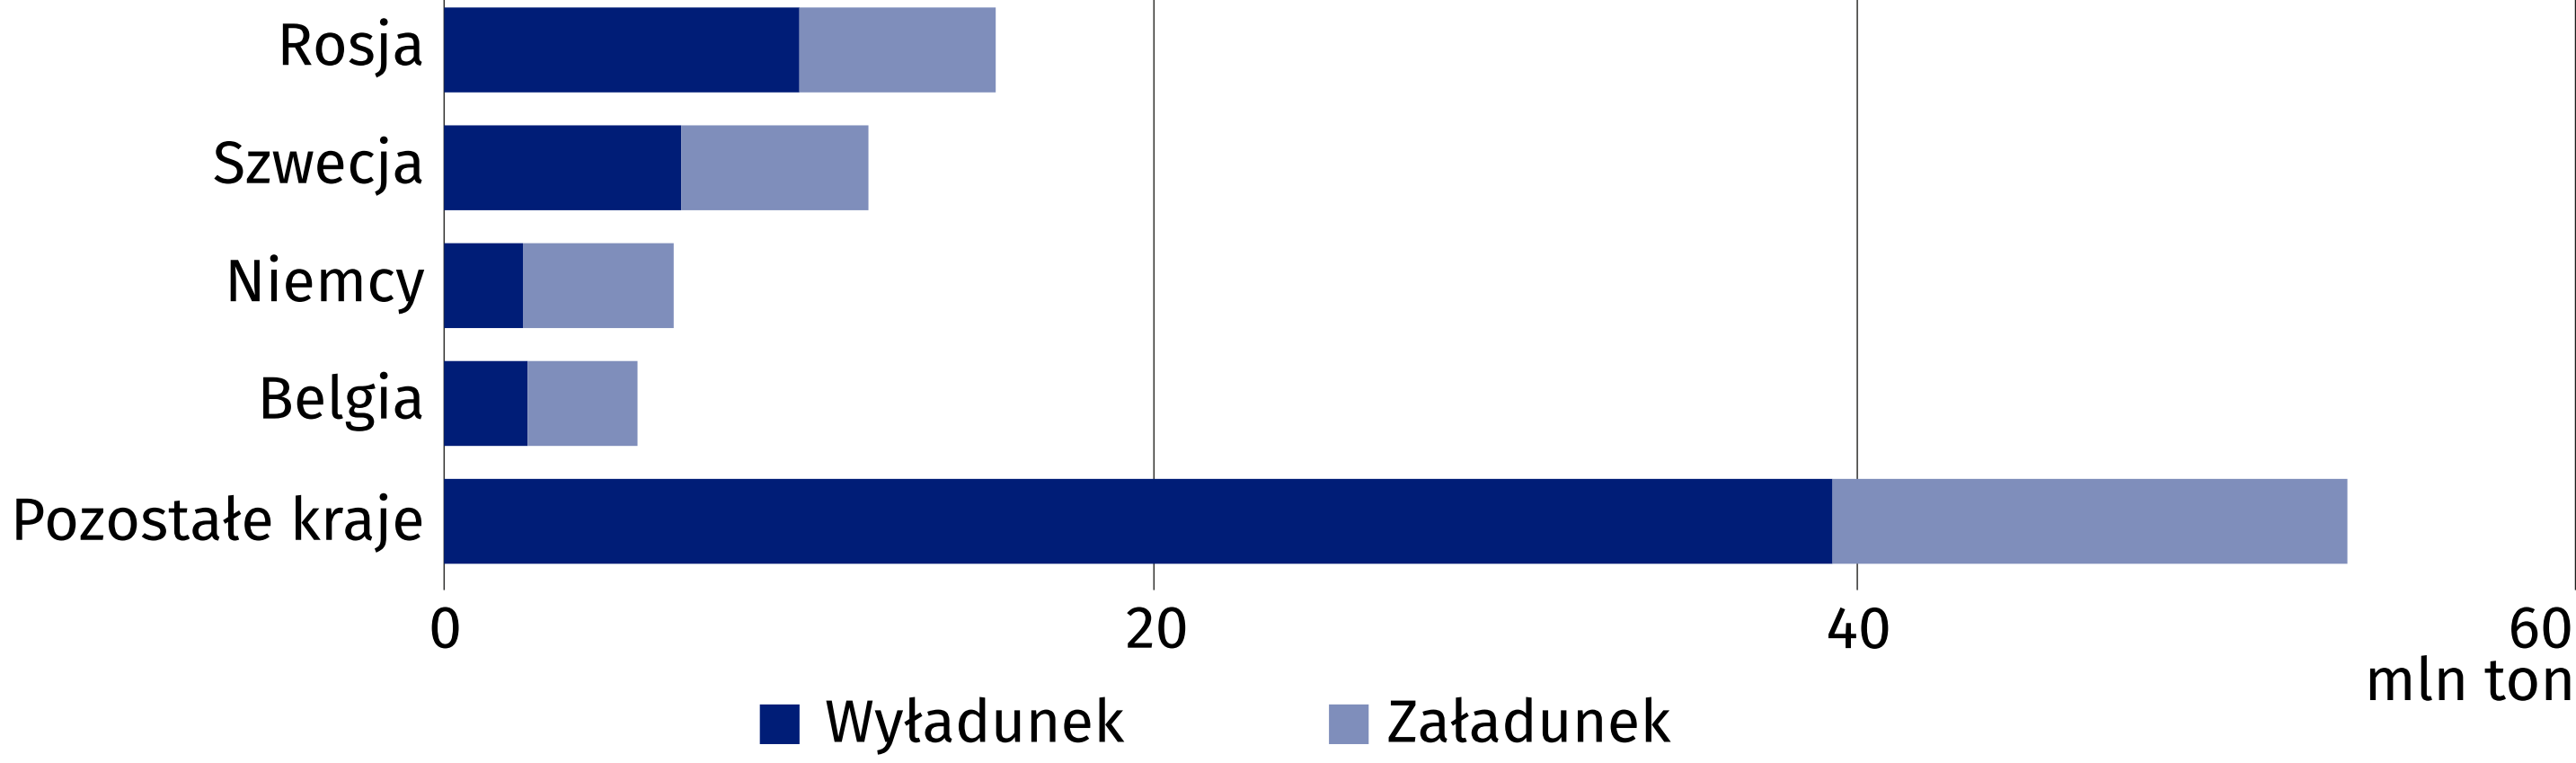 Rosja
Szwecja
Niemcy
Belgia
Pozostałe kraje
0 20 40 60
mln ton
Wyładunek Załadunek